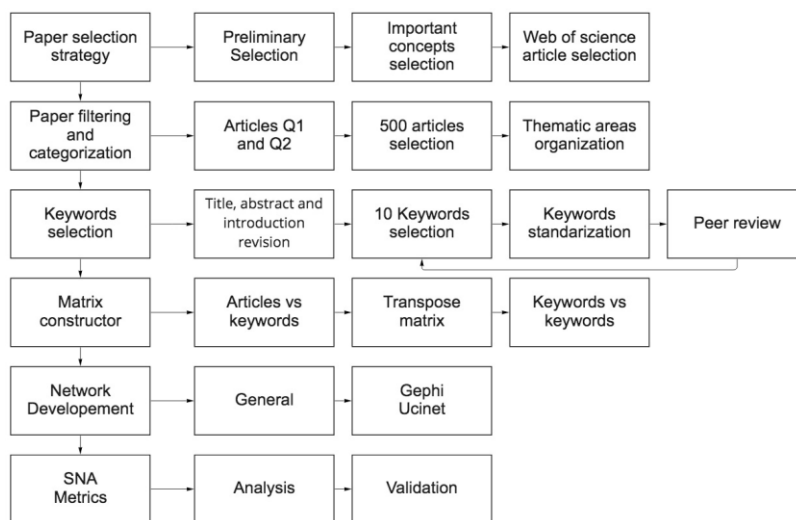 Paper selection
strategy
Preliminary
Selection
Important
concepts
selection
Web of science
article selection
Paper filtering
and
categorization
Articles Q1
and Q2
500 articles
selection
Thematic areas
organization
Keywords
selection
Title, abstract and
introduction
revision
10 Keywords
selection
Keywords
standarization
Peer review
Matrix
constructor
Articles vs
keywords
Transpose
matrix
Keywords vs
keywords
Network
Developement
General
Gephi
Ucinet
SNA
Metrics
Analysis
Validation